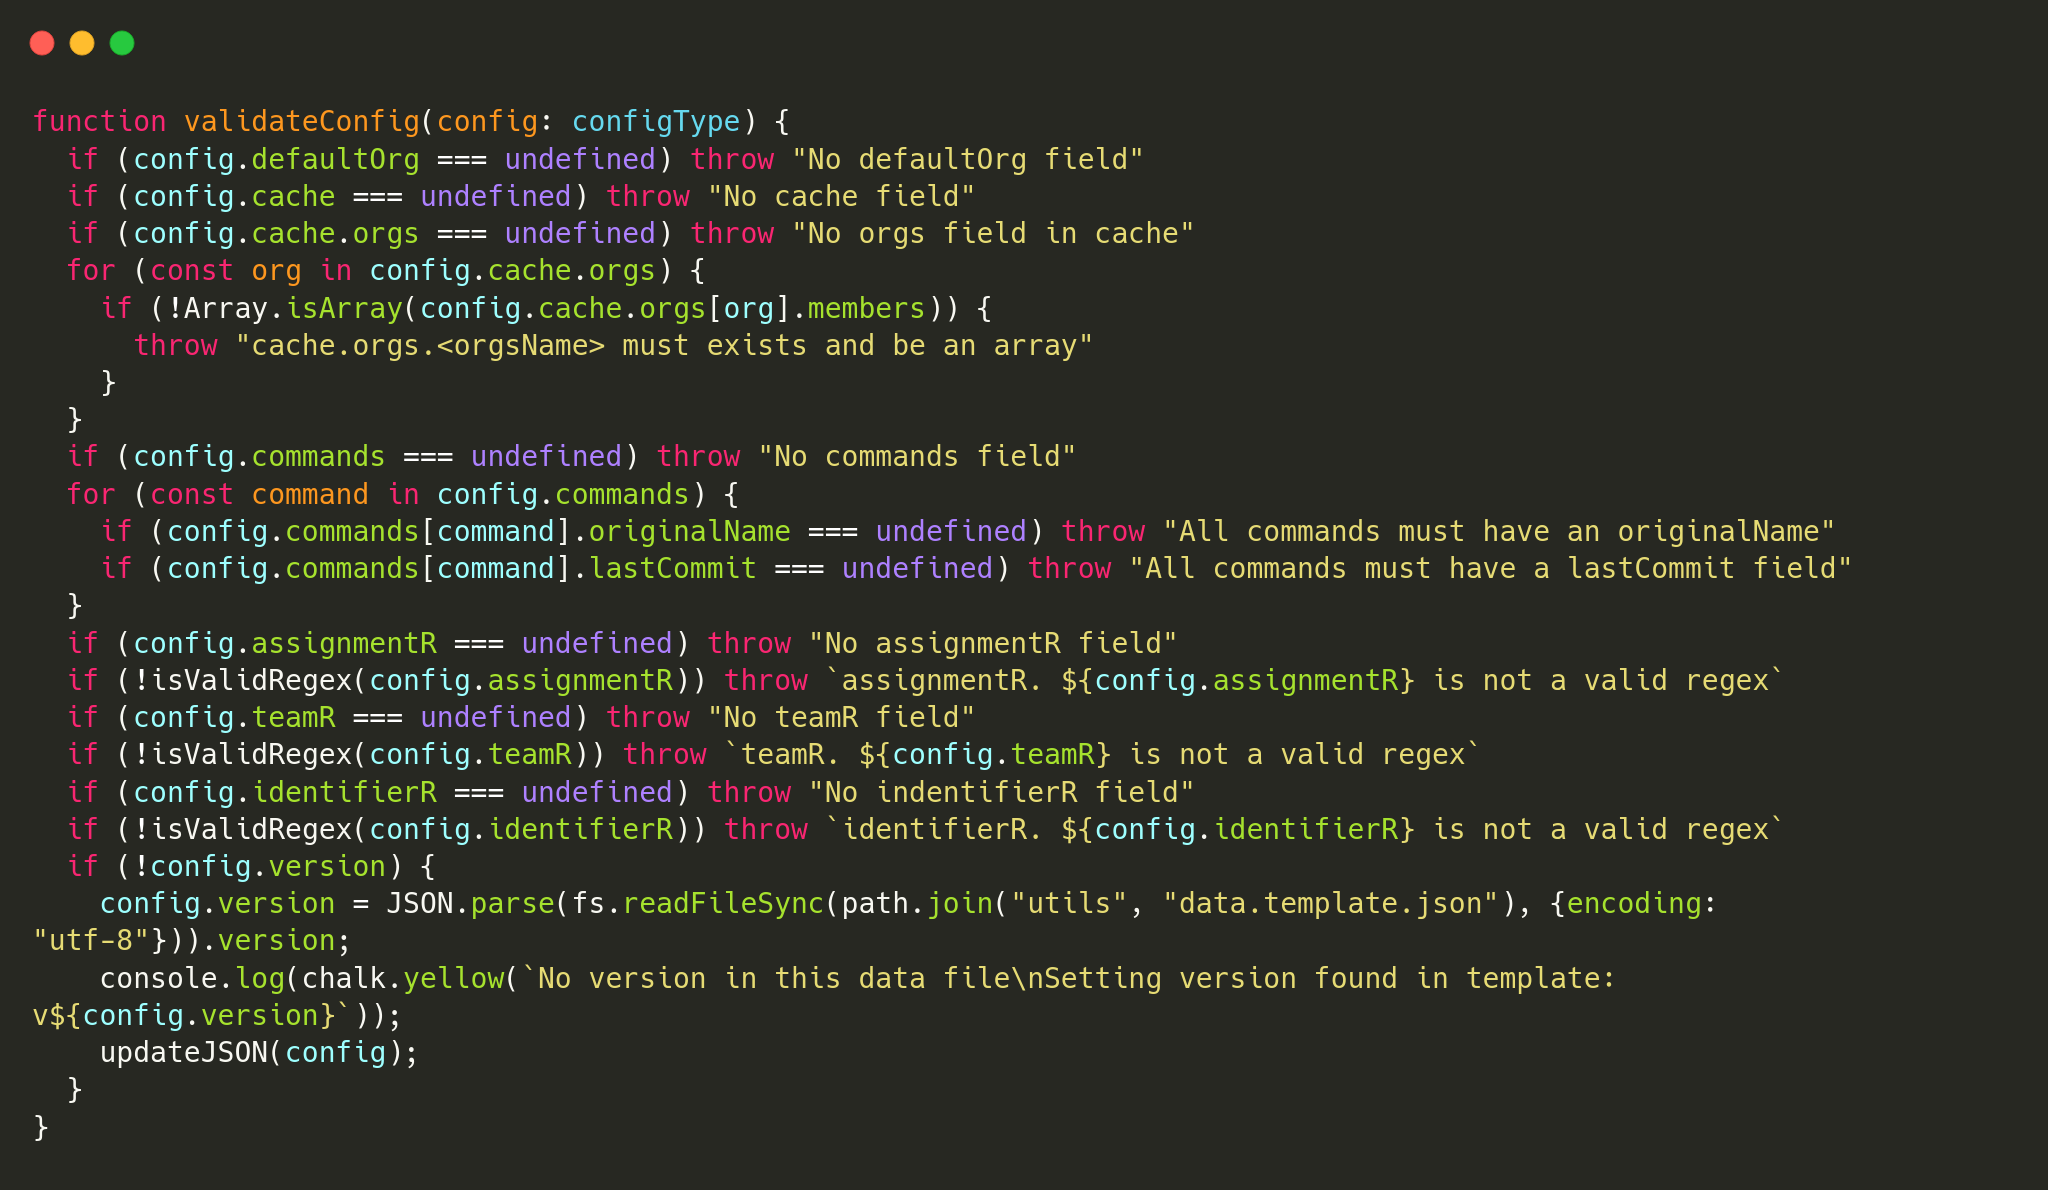 function validateConfig(config: configType) {
  if (config.defaultOrg === undefined) throw "No defaultOrg field"
  if (config.cache === undefined) throw "No cache field"
  if (config.cache.orgs === undefined) throw "No orgs field in cache"
  for (const org in config.cache.orgs) {
    if (!Array.isArray(config.cache.orgs[org].members)) {
      throw "cache.orgs.<orgsName> must exists and be an array"
    }
  }
  if (config.commands === undefined) throw "No commands field"
  for (const command in config.commands) {
    if (config.commands[command].originalName === undefined) throw "All commands must have an originalName"
    if (config.commands[command].lastCommit === undefined) throw "All commands must have a lastCommit field"
  }
  if (config.assignmentR === undefined) throw "No assignmentR field"
  if (!isValidRegex(config.assignmentR)) throw `assignmentR. ${config.assignmentR} is not a valid regex`
  if (config.teamR === undefined) throw "No teamR field"
  if (!isValidRegex(config.teamR)) throw `teamR. ${config.teamR} is not a valid regex`
  if (config.identifierR === undefined) throw "No indentifierR field"
  if (!isValidRegex(config.identifierR)) throw `identifierR. ${config.identifierR} is not a valid regex`
  if (!config.version) {
    config.version = JSON.parse(fs.readFileSync(path.join("utils", "data.template.json"), {encoding:
"utf-8"})).version;
    console.log(chalk.yellow(`No version in this data file\nSetting version found in template:
v${config.version}`));
    updateJSON(config);
  }
}